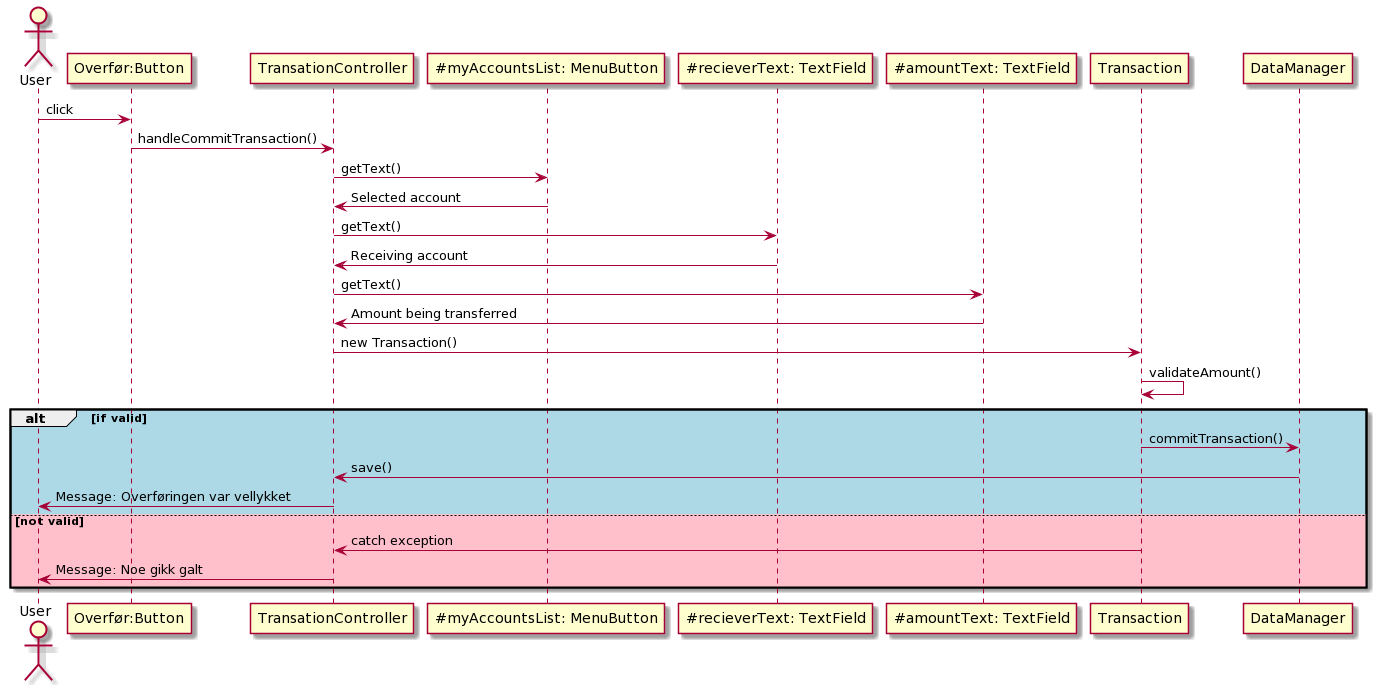 User
Overfør:Button
TransationController
#myAccountsList: MenuButton
#recieverText: TextField
#amountText: TextField
Transaction
DataManager
click
handleCommitTransaction()
getText()
Selected account
getText()
Receiving account
getText()
Amount being transferred
new Transaction()
validateAmount()
alt
[if valid]
commitTransaction()
save()
Message: Overføringen var vellykket
[not valid]
catch exception
Message: Noe gikk galt
User
Overfør:Button
TransationController
#myAccountsList: MenuButton
#recieverText: TextField
#amountText: TextField
Transaction
DataManager